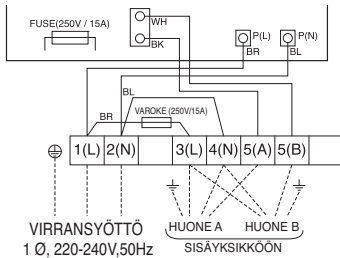 FUSE(250V / 15A)
WH
BK
P(L)
P(N)
BR
BL
BL
BR
VAROKE (250V/15A)
1(L) 2(N) 3(L) 4(N) 5(A) 5(B)
VIRRANSYÖTTÖ
1 Ø, 220-240V,50Hz
HUONE A
HUONE B
SISÄYKSIKKÖÖN